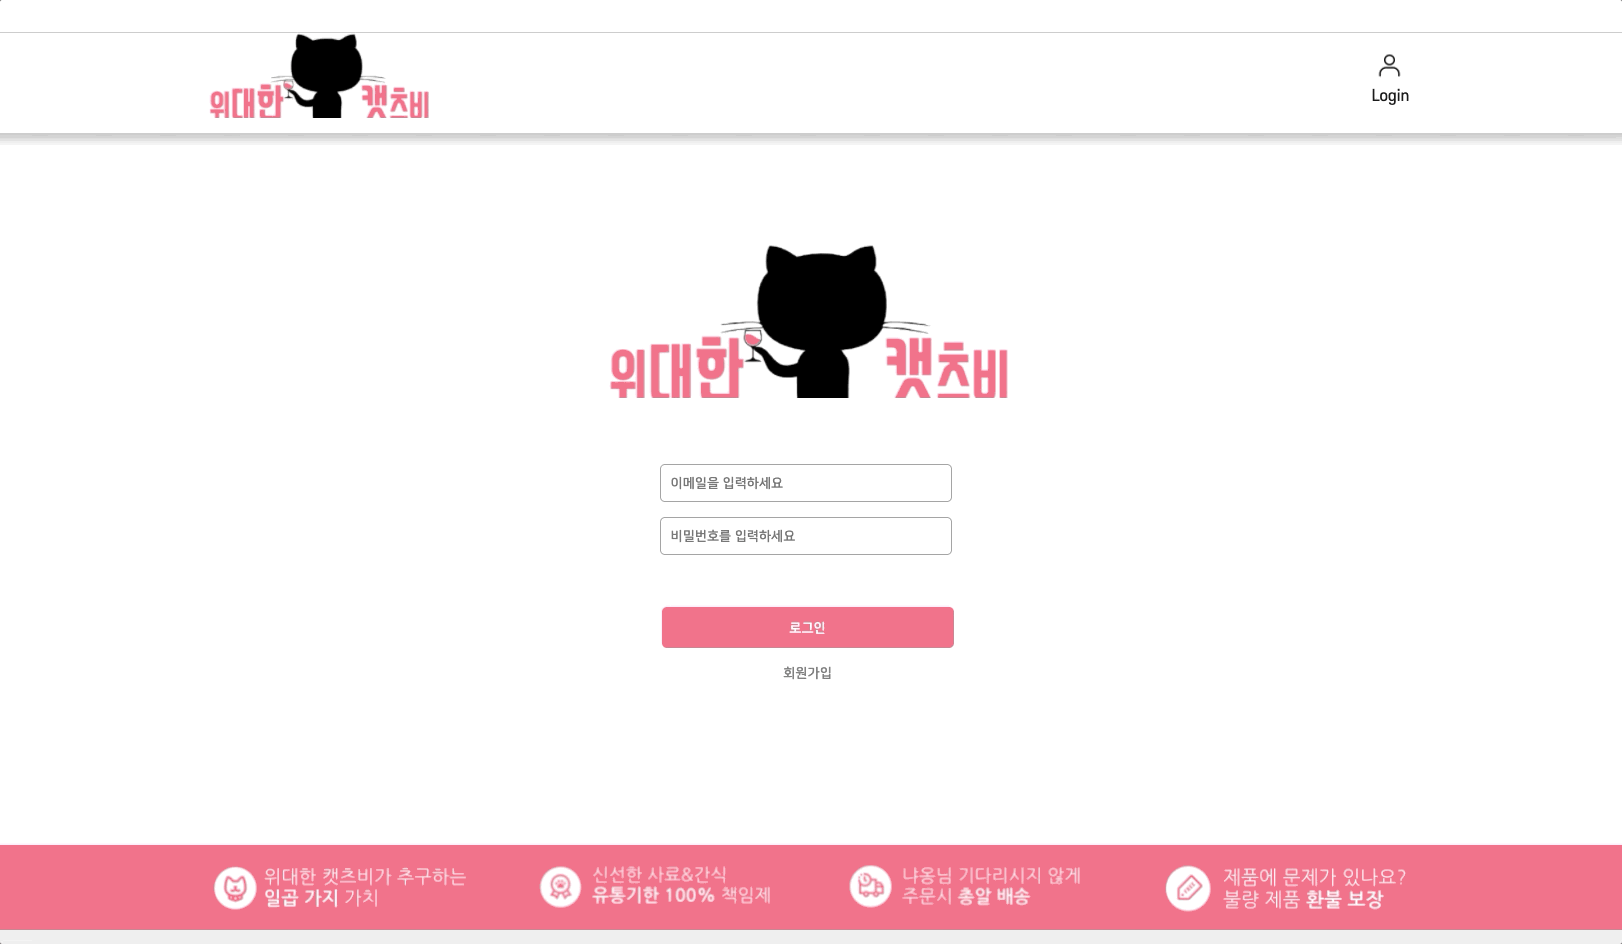 위대한 캣츠비
Login
위대한 캣츠비
이메일을 입력하세요
비밀번호를 입력하세요
로그인
회원가입
위대한 캣츠비가 추구하는
일곱 가지 가치
신선한 사료&간식
유통기한 100% 책임제
냐옹님 기다리시지 않게
주문시 총알 배송
FREE
제품에 문제가 있나요?
불량 제품 환불 보장